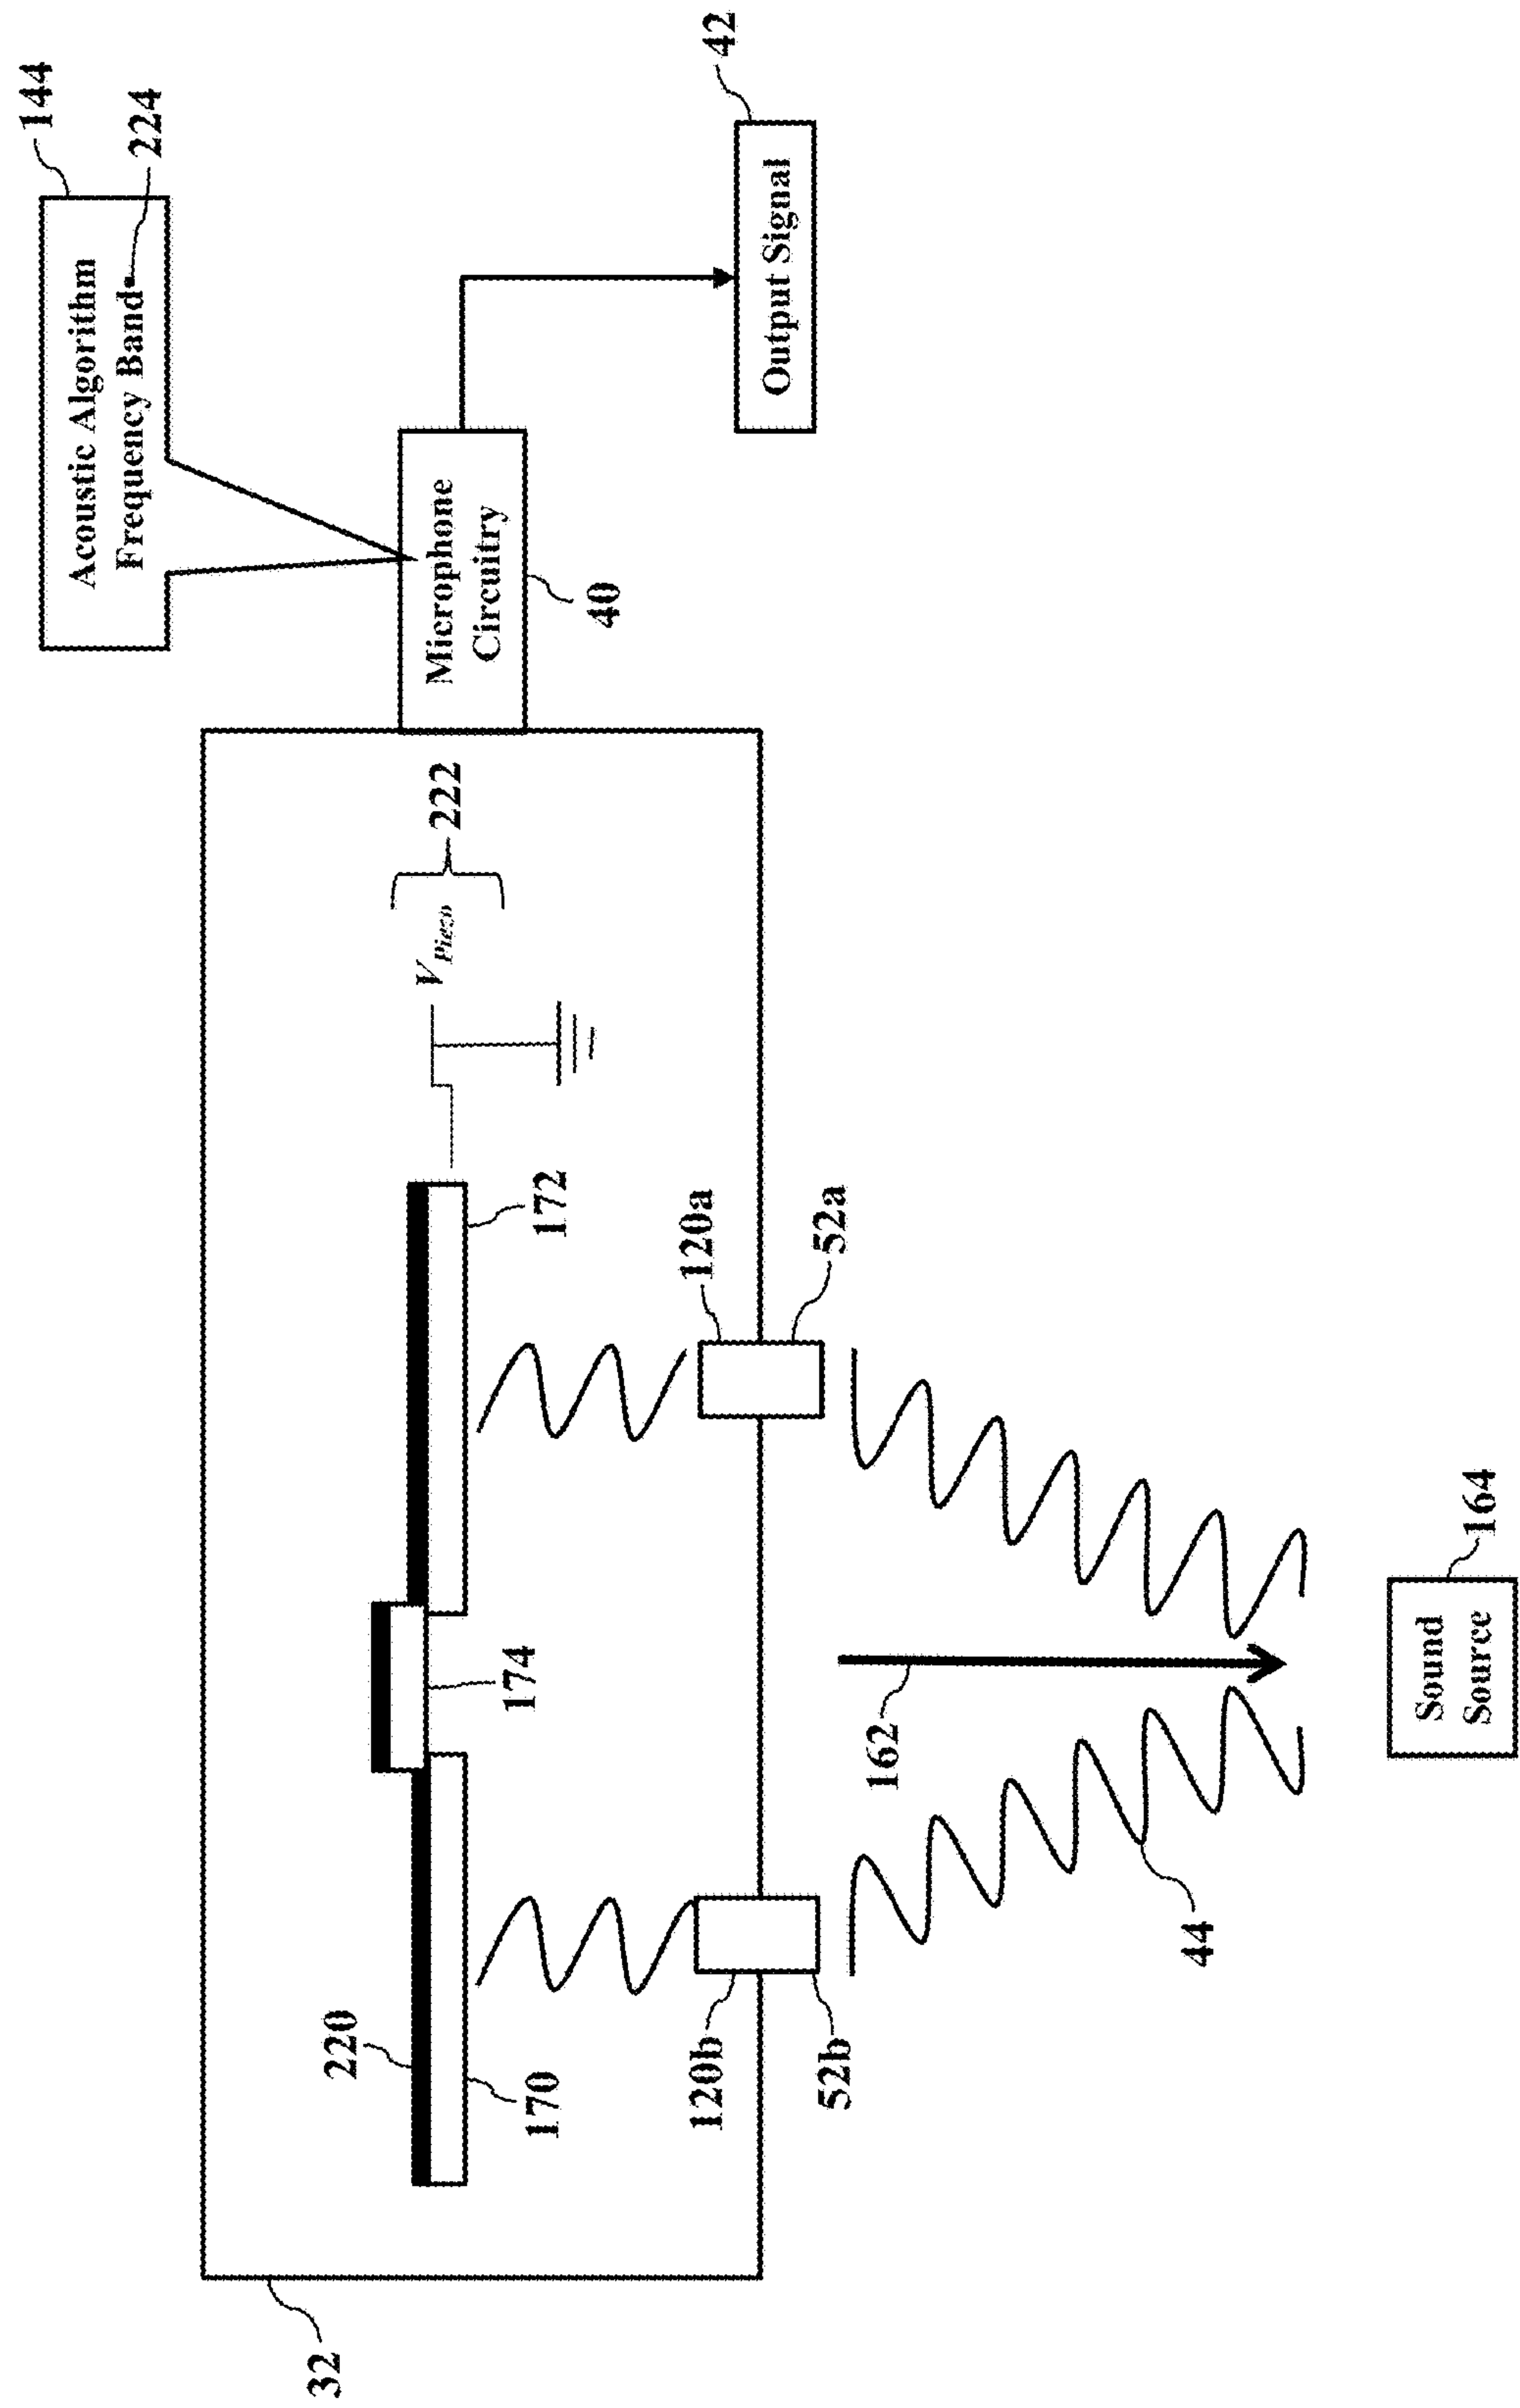 144
Acoustic Algorithm
Frequency Band
224
42
Output Signal
Microphone
Circuitry
40
222
V Piezo
172
174
220
170
120a
52a
120b
52b
162
44
164
Sound
Source
32